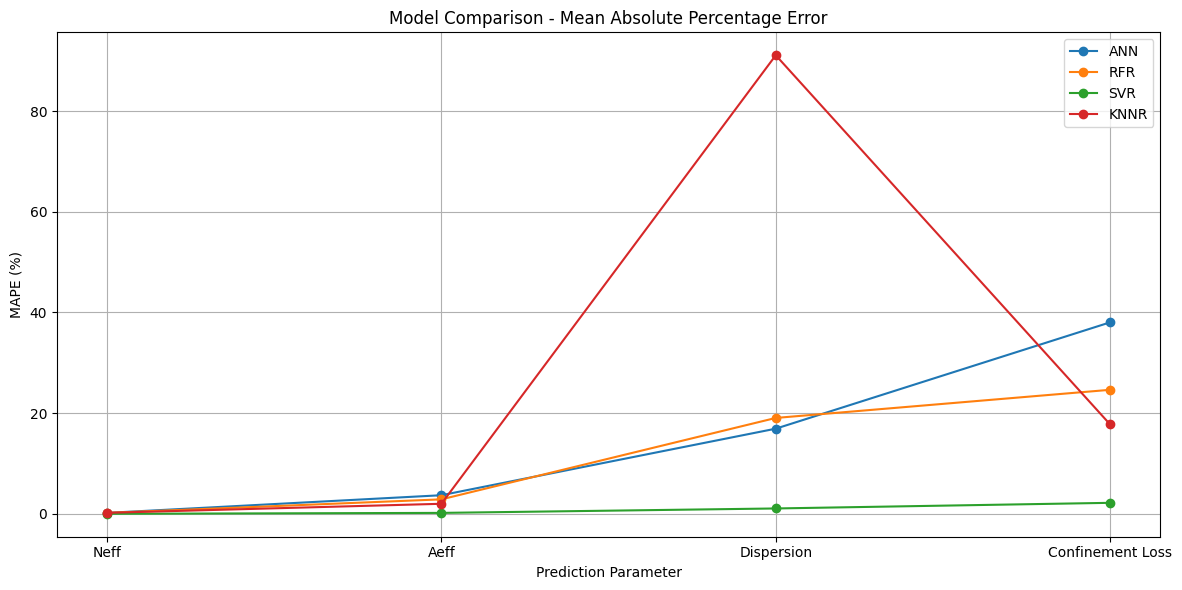 Model Comparison - Mean Absolute Percentage Error
ANN
RFR
SVR
KNNR
80
60
40
20
0
MAPE (%)
Neff
Aeff
Dispersion
Confinement Loss
Prediction Parameter